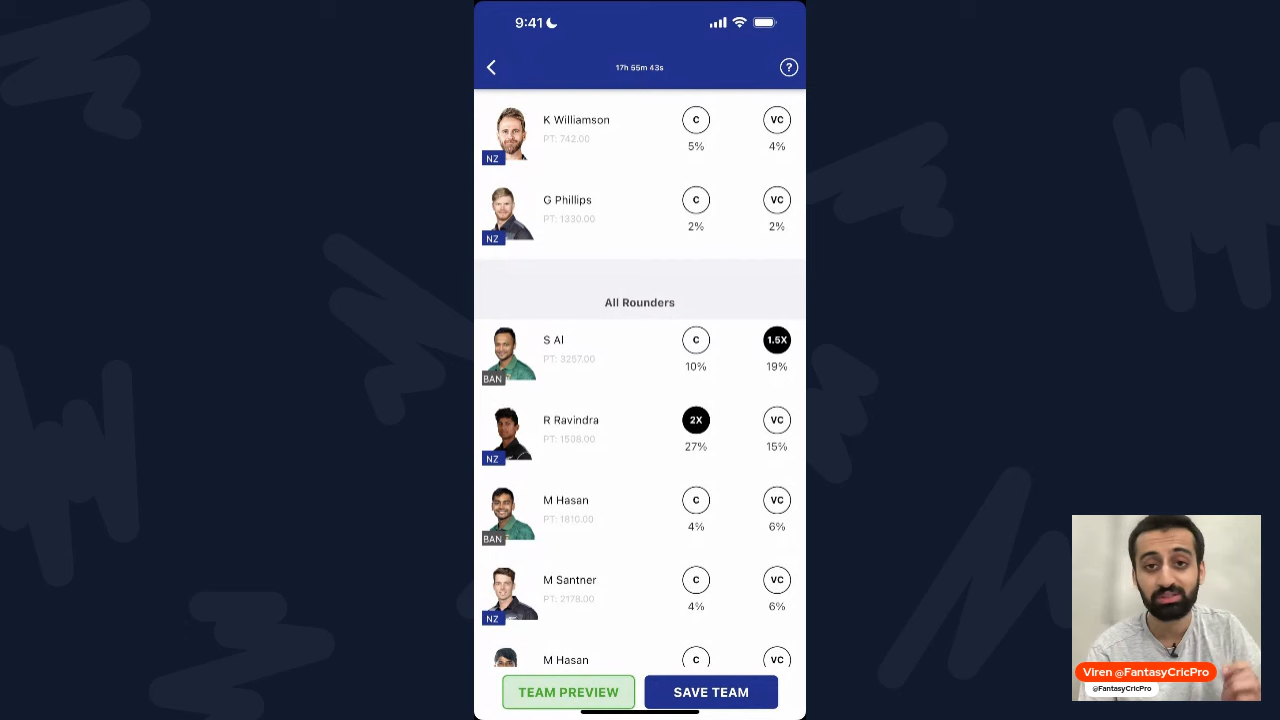 9:41
17h 55m 43s
?
K Williamson
C
VC
PT: 742.00
NZ
5%
4%
G Phillips
C
VC
PT: 1330.00
NZ
2%
2%
All Rounders
S Al
C
1.5X
PT: 3257.00
BAN
10%
19%
R Ravindra
2X
VC
PT: 1508.00
NZ
27%
15%
M Hasan
C
VC
PT: 1810.00
BAN
4%
6%
M Santner
C
VC
PT: 2178.00
NZ
4%
6%
M Hasan
C
VC
TEAM PREVIEW
SAVE TEAM
Viren @FantasyCricPro
@FantasyCricPro